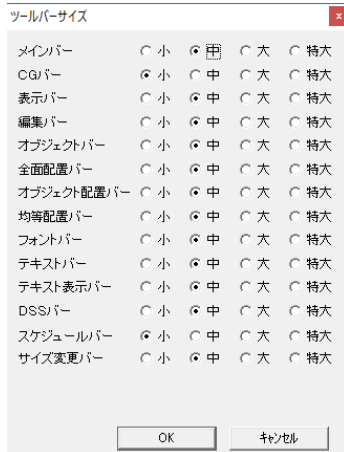 ツールバーサイズ
メインバー 小 中 大 特大
CGバー 小 中 大 特大
表示バー 小 中 大 特大
編集バー 小 中 大 特大
オブジェクトバー 小 中 大 特大
全面配置バー 小 中 大 特大
オブジェクト配置バー 小 中 大 特大
均等配置バー 小 中 大 特大
フォントバー 小 中 大 特大
テキストバー 小 中 大 特大
テキスト表示バー 小 中 大 特大
DSSバー 小 中 大 特大
スケジュールバー 小 中 大 特大
サイズ変更バー 小 中 大 特大
OK キャンセル